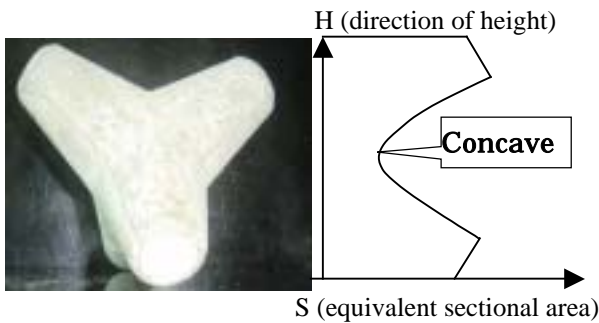 H (direction of height)
Concave
S (equivalent sectional area)